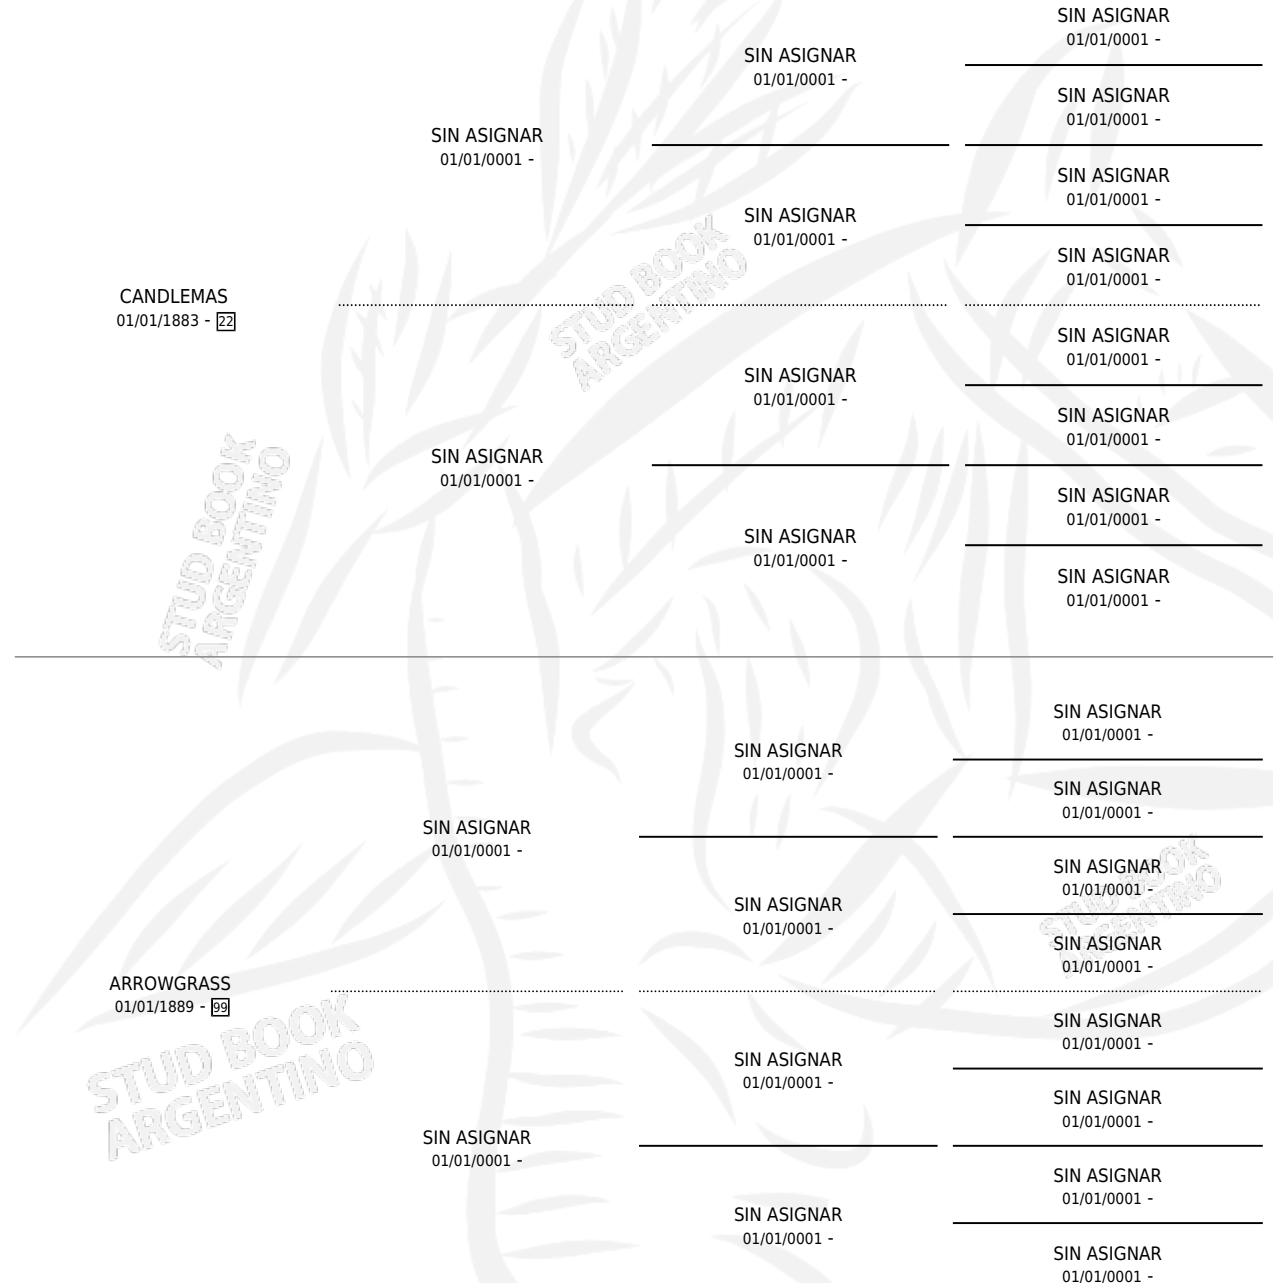 SIN ASIGNAR
01/01/0001 -
SIN ASIGNAR
01/01/0001 -
SIN ASIGNAR
01/01/0001 -
SIN ASIGNAR
01/01/0001 -
SIN ASIGNAR
01/01/0001 -
SIN ASIGNAR
01/01/0001 -
SIN ASIGNAR
01/01/0001 -
STUD BOOK
ARGENTINO
CANDLEMAS
01/01/1883 - 22
SIN ASIGNAR
01/01/0001 -
SIN ASIGNAR
01/01/0001 -
SIN ASIGNAR
01/01/0001 -
SIN ASIGNAR
01/01/0001 -
SIN ASIGNAR
01/01/0001 -
SIN ASIGNAR
01/01/0001 -
SIN ASIGNAR
01/01/0001 -
STUD BOOK
ARGENTINO
SIN ASIGNAR
01/01/0001 -
SIN ASIGNAR
01/01/0001 -
SIN ASIGNAR
01/01/0001 -
SIN ASIGNAR
01/01/0001 -
SIN ASIGNAR
01/01/0001 -
SIN ASIGNAR
01/01/0001 -
SIN ASIGNAR
01/01/0001 -
SIN ASIGNAR
01/01/0001 -
STUD BOOK
ARGENTINO
ARROWGRASS
01/01/1889 - 99
STUD BOOK
ARGENTINO
SIN ASIGNAR
01/01/0001 -
SIN ASIGNAR
01/01/0001 -
SIN ASIGNAR
01/01/0001 -
SIN ASIGNAR
01/01/0001 -
SIN ASIGNAR
01/01/0001 -
SIN ASIGNAR
01/01/0001 -
SIN ASIGNAR
01/01/0001 -